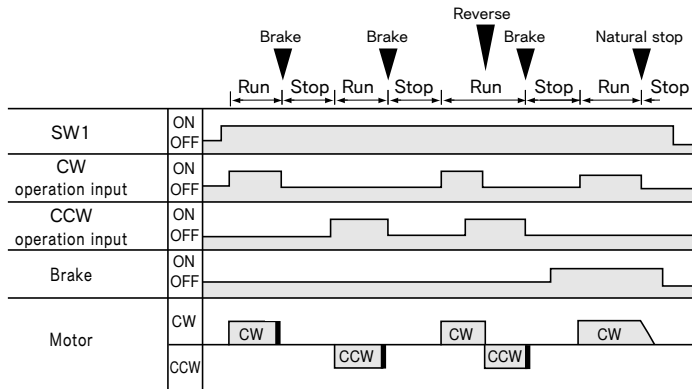 Reverse
Brake Brake Brake Natural stop
Run Stop Run Stop Run Stop Run Stop
SW1 ON
OFF
CW operation input ON
OFF
CCW operation input ON
OFF
Brake ON
OFF
Motor CW CW CW CW
CCW CCW CCW